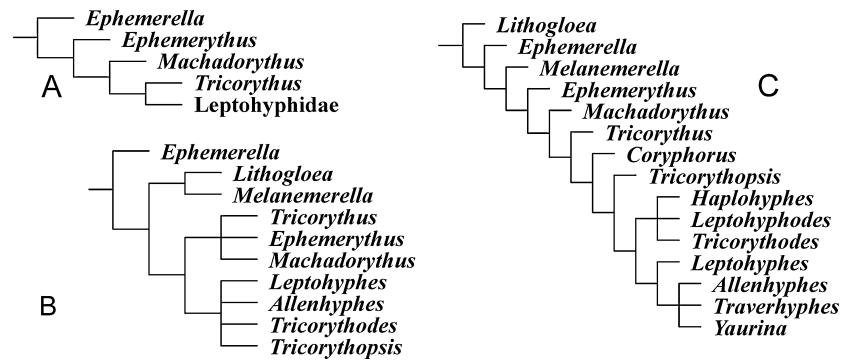 Ephemerella
Ephemerythus
Machadorythus
Tricorythus
Leptohyphidae
A
Ephemerella
Lithogloea
Melanemerella
Tricorythus
Ephemerythus
Machadorythus
Leptohyphes
Allenhyphes
Tricorythodes
Tricorythopsis
B
Lithogloea
Ephemerella
Melanemerella
Ephemerythus
Machadorythus
Tricorythus
Coryphorus
Tricorythopsis
Haplohyphes
Leptohyphodes
Tricorythodes
Leptohyphes
Allenhyphes
Traverhyphes
Yaurina
C